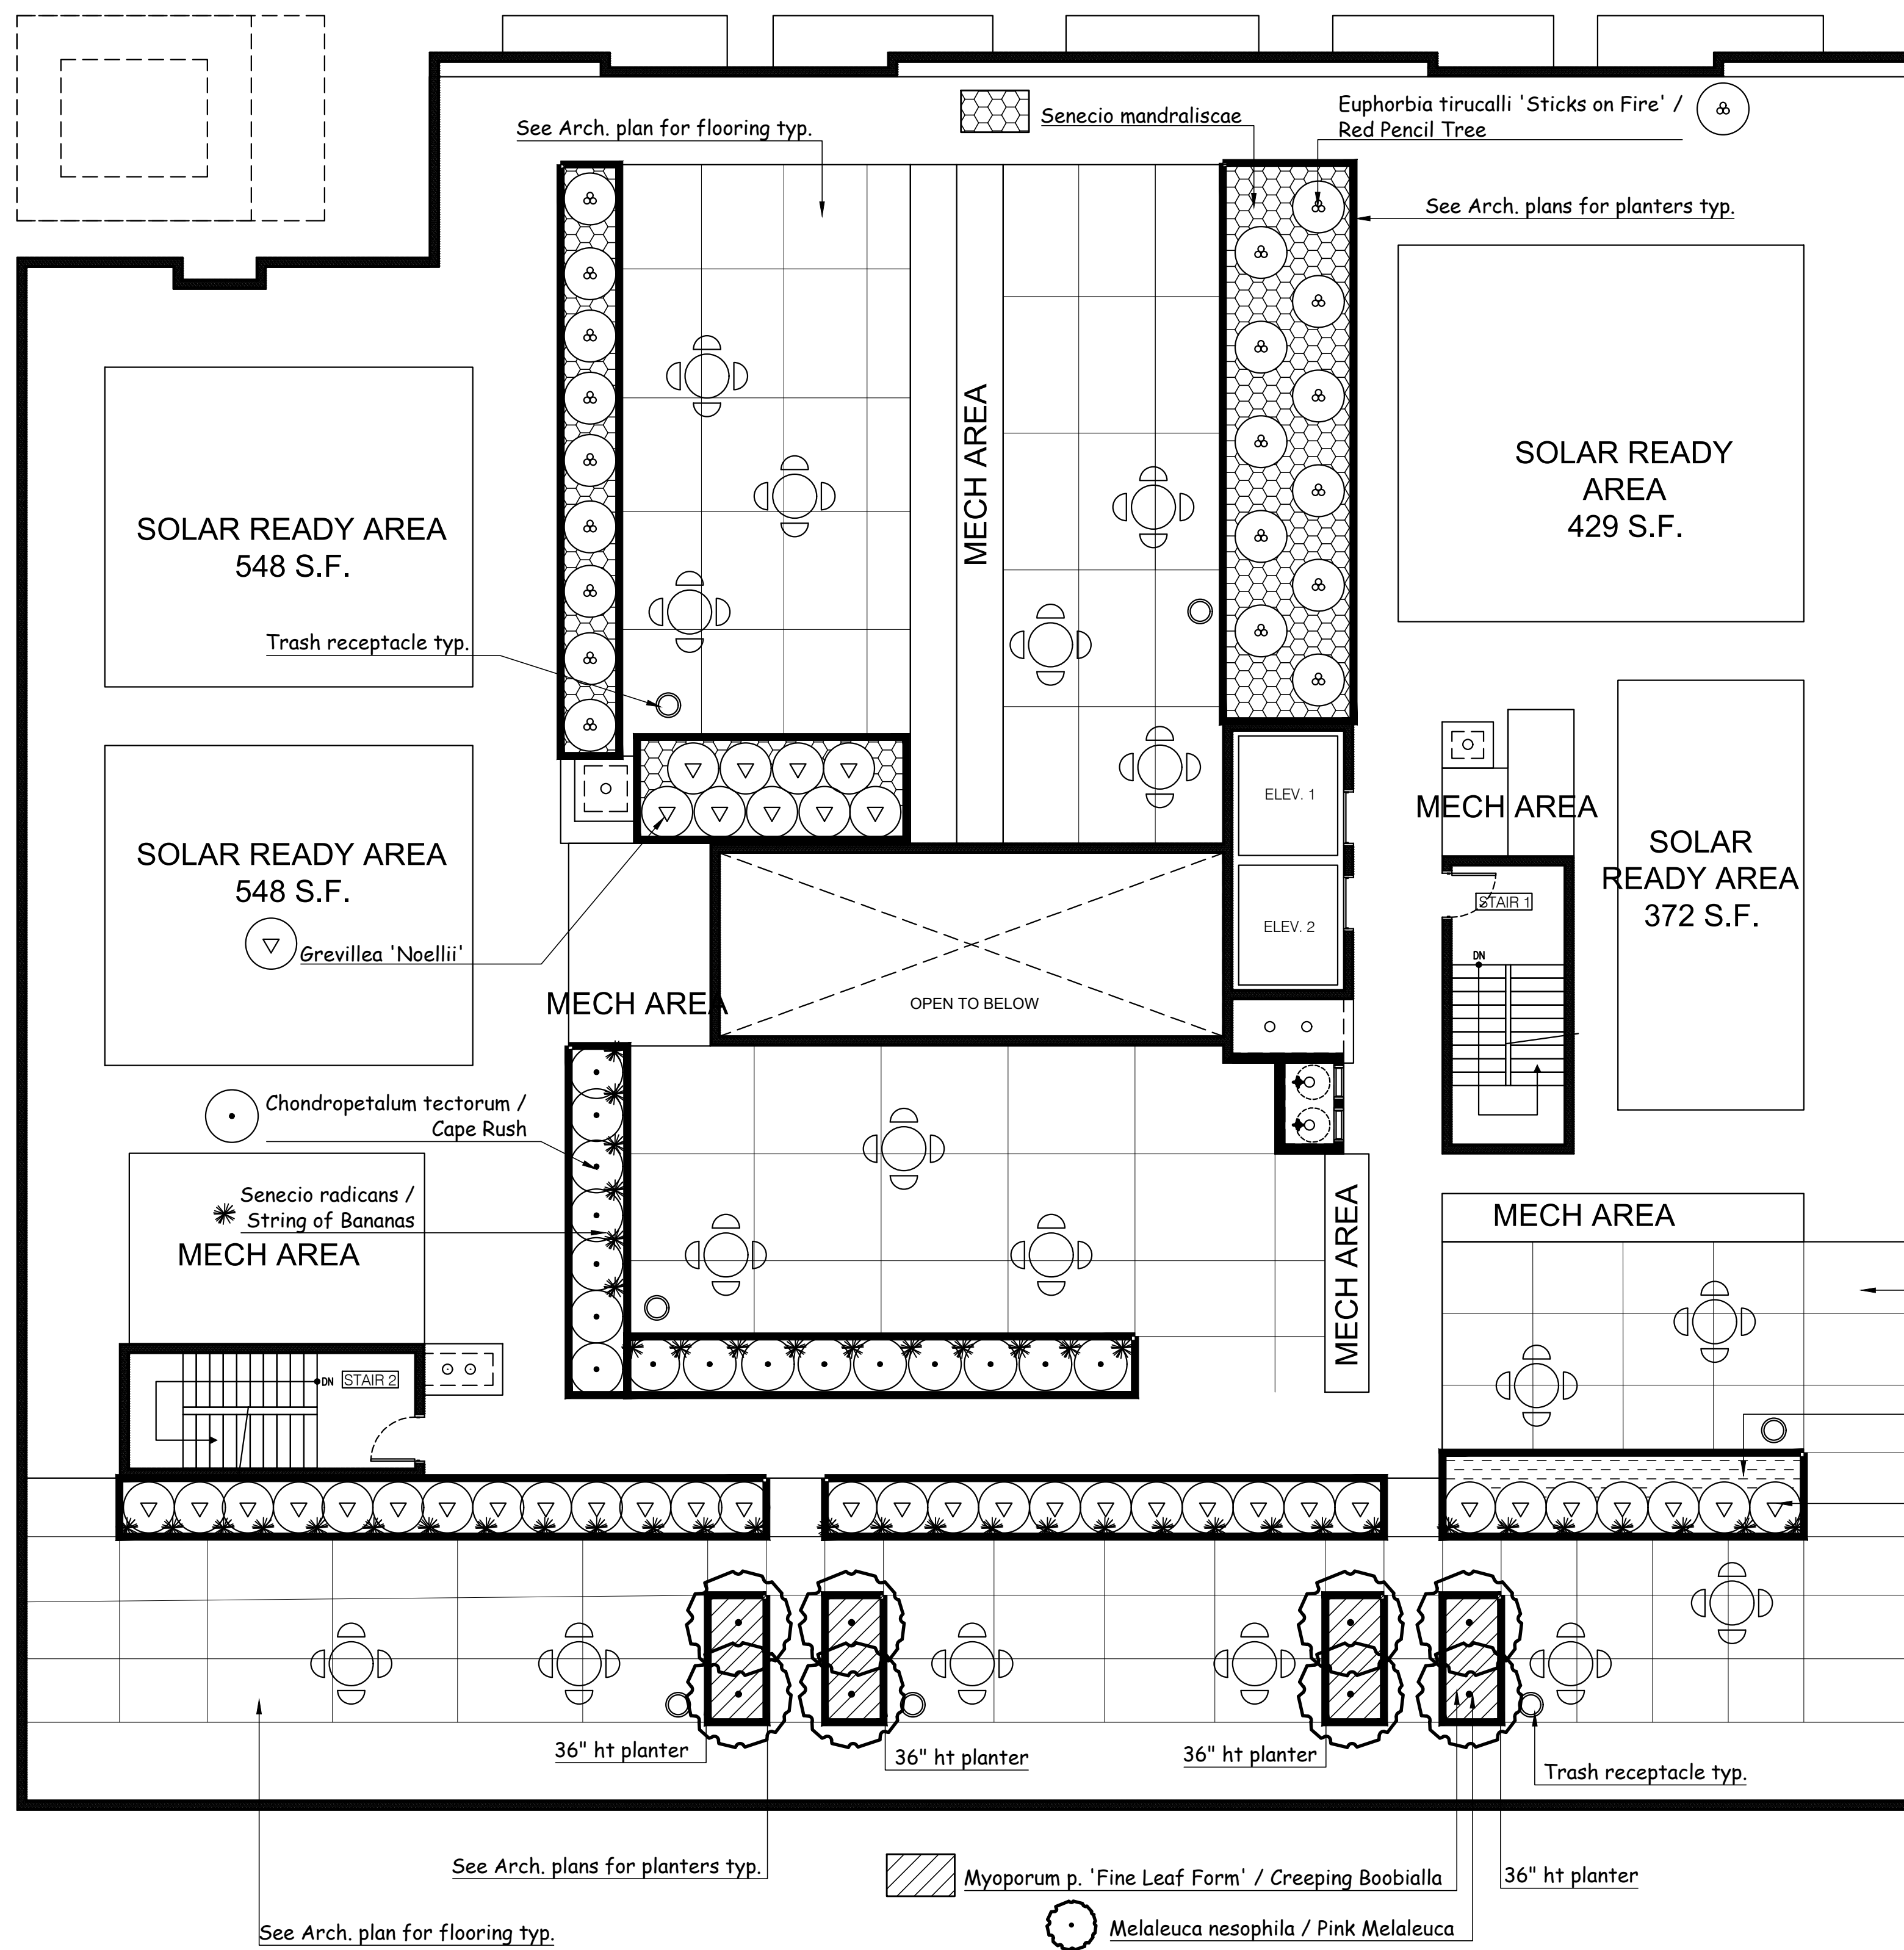 See Arch. plan for flooring typ.
Senecio mandraliscae
Euphorbia tirucalli 'Sticks on Fire' /
Red Pencil Tree
See Arch. plans for planters typ.
MECH AREA
SOLAR READY
AREA
429 S.F.
SOLAR READY AREA
548 S.F.
Trash receptacle typ.
ELEV. 1
MECH AREA
SOLAR
READY AREA
372 S.F.
SOLAR READY AREA
548 S.F.
STAIR 1
ELEV. 2
Grevillea 'Noellii'
DN
MECH AREA
OPEN TO BELOW
Chondropetalum tectorum /
Cape Rush
Senecio radicans /
String of Bananas
MECH AREA
MECH AREA
MECH AREA
DN
STAIR 2
36" ht planter
36" ht planter
36" ht planter
Trash receptacle typ.
See Arch. plans for planters typ.
Myoporum p. 'Fine Leaf Form' / Creeping Boobialla
36" ht planter
See Arch. plan for flooring typ.
Melaleuca nesophila / Pink Melaleuca